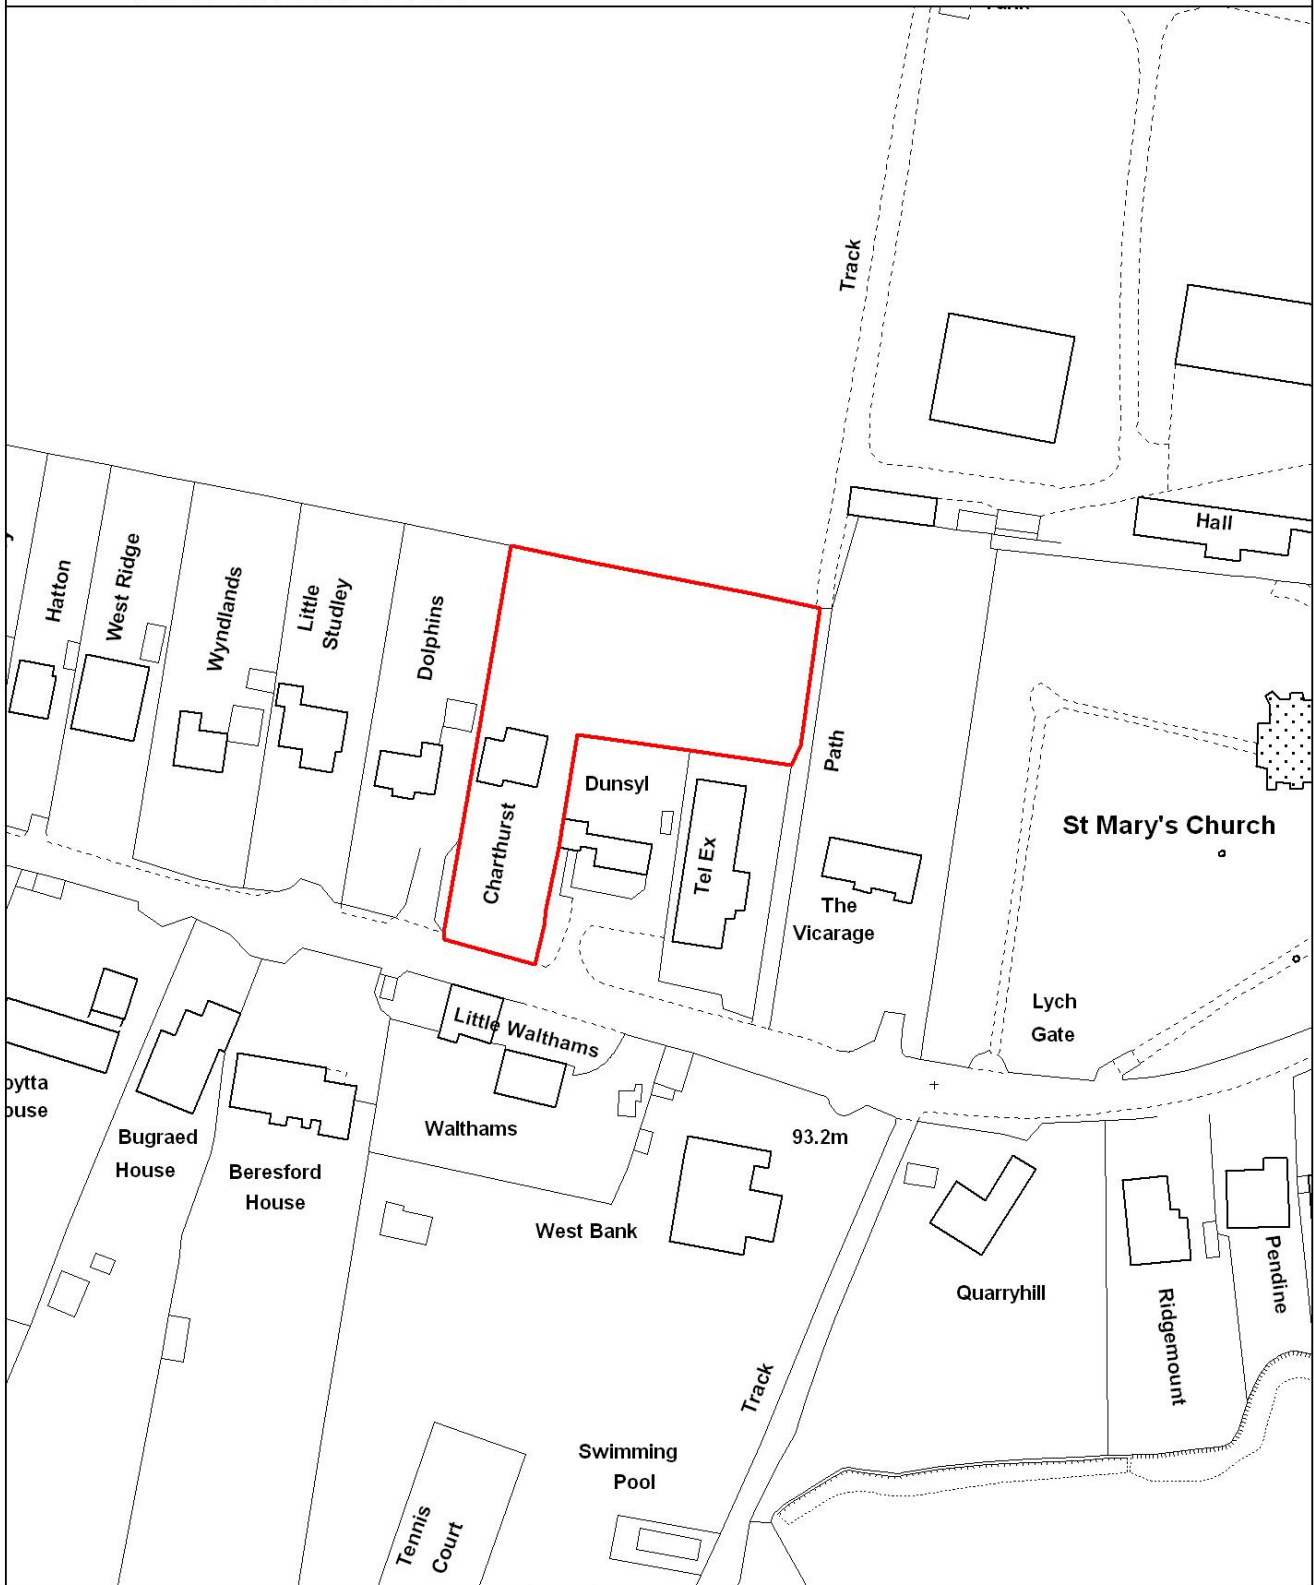 Track
Hall
Hatton
West Ridge
Wyndlands
Little
Studley
Dolphins
Charthurst
Dunsyl
Tel Ex
Path
The
Vicarage
St Mary's Church
Lych
Gate
Little Walthams
Walthams
Bugraed
House
Beresford
House
93.2m
West Bank
Quarryhill
Ridgemount
Pendine
Track
Swimming
Pool
Tennis
Court